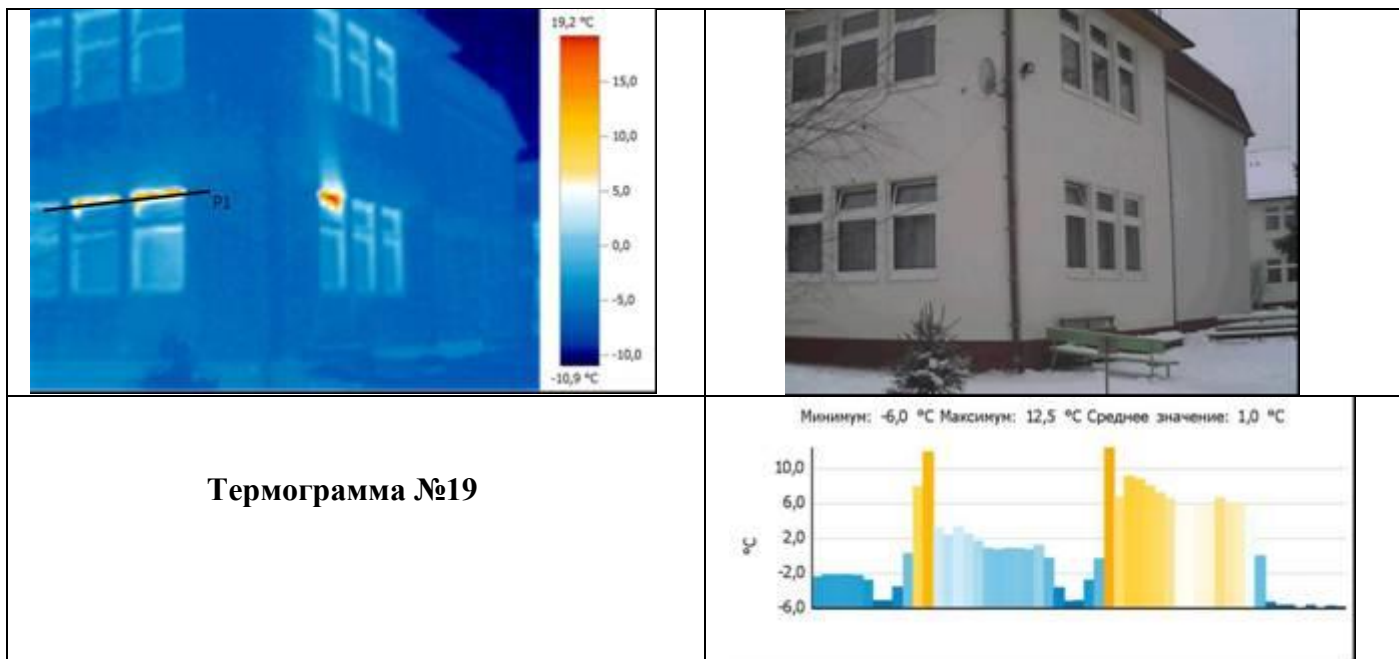 19,2 °C
15,0
10,0
5,0
0,0
-5,0
-10,0
-10,9 °C
P1
Термограмма №19
Минимум: -6,0 °C Максимум: 12,5 °C Среднее значение: 1,0 °C
°C
10,0
6,0
2,0
-2,0
-6,0